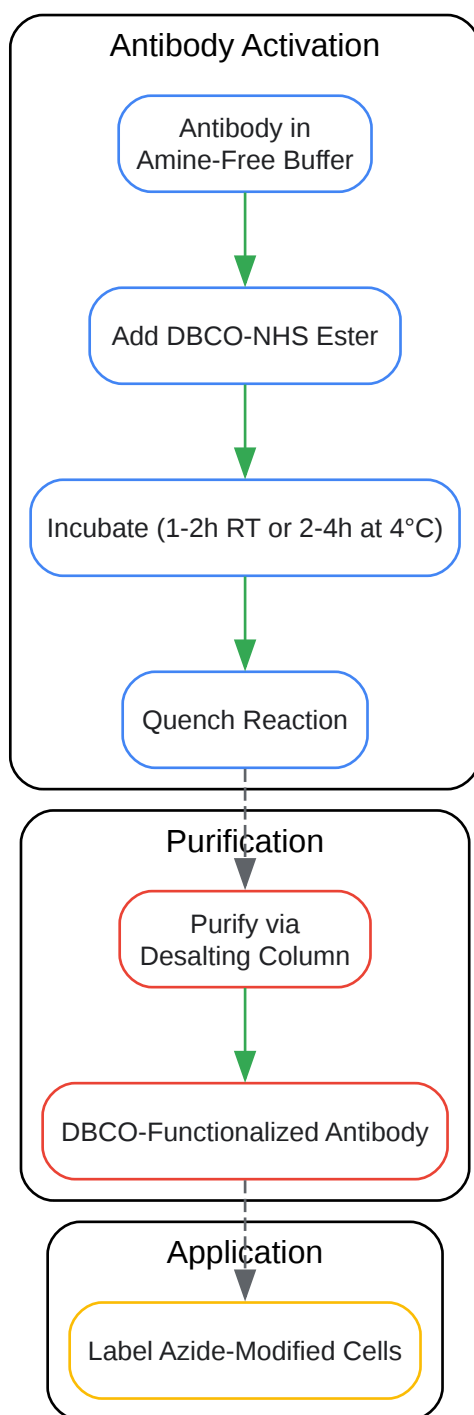 Antibody Activation
Antibody in
Amine-Free Buffer
Add DBCO-NHS Ester
Incubate (1-2h RT or 2-4h at 4°C)
Quench Reaction
Purification
Purify via
Desalting Column
DBCO-Functionalized Antibody
Application
Label Azide-Modified Cells